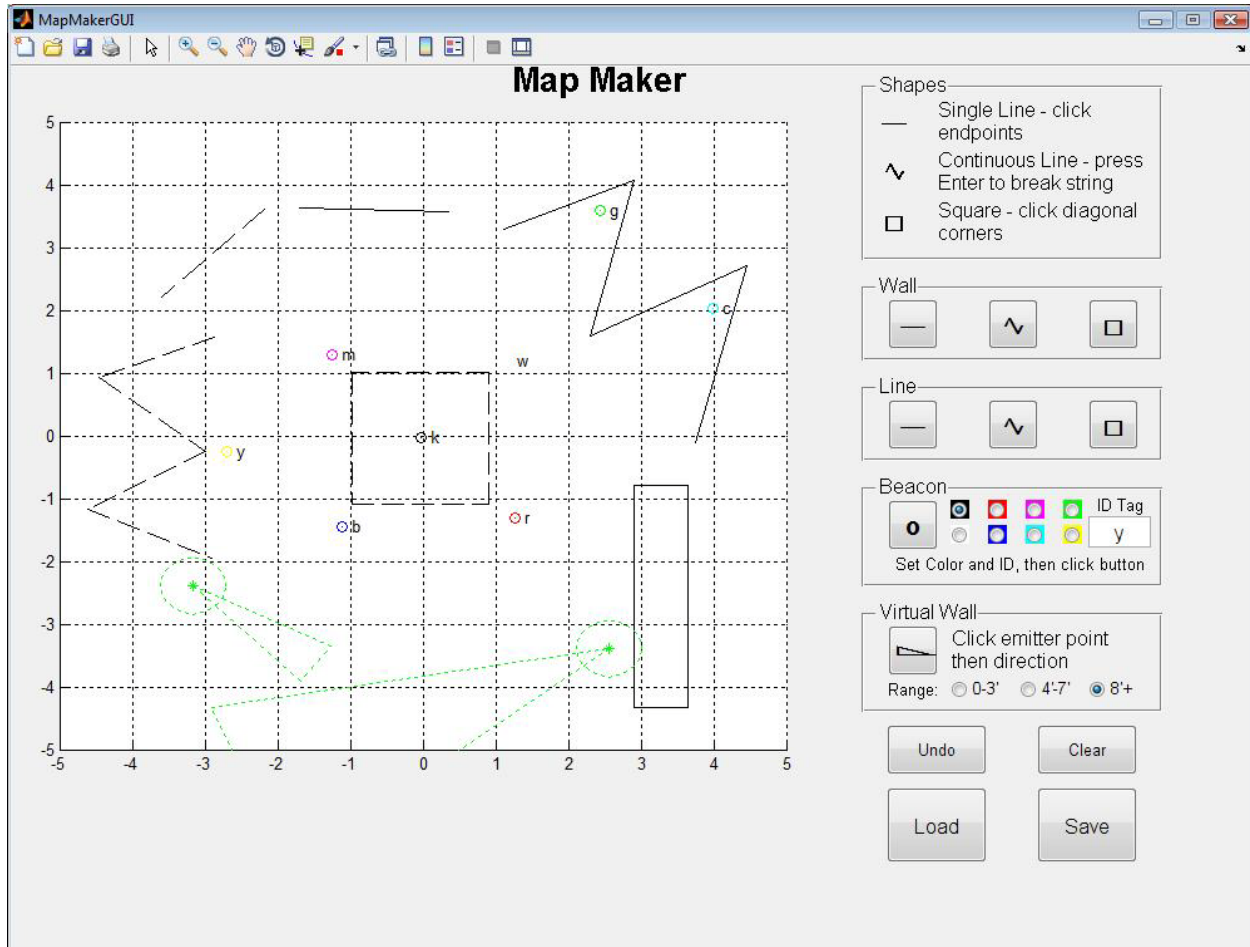 MapMakerGUI
Map Maker
5
4
3
2
1
0
-1
-2
-3
-4
-5
-5
-4
-3
-2
-1
0
1
2
3
4
5
g
c
m
w
k
y
b
r
Shapes
Single Line - click
endpoints
Continuous Line - press
Enter to break string
Square - click diagonal
corners
Wall
Line
Beacon
o
ID Tag
y
Set Color and ID, then click button
Virtual Wall
Click emitter point
then direction
Range: 0-3' 4'-7' 8'+
Undo
Clear
Load
Save